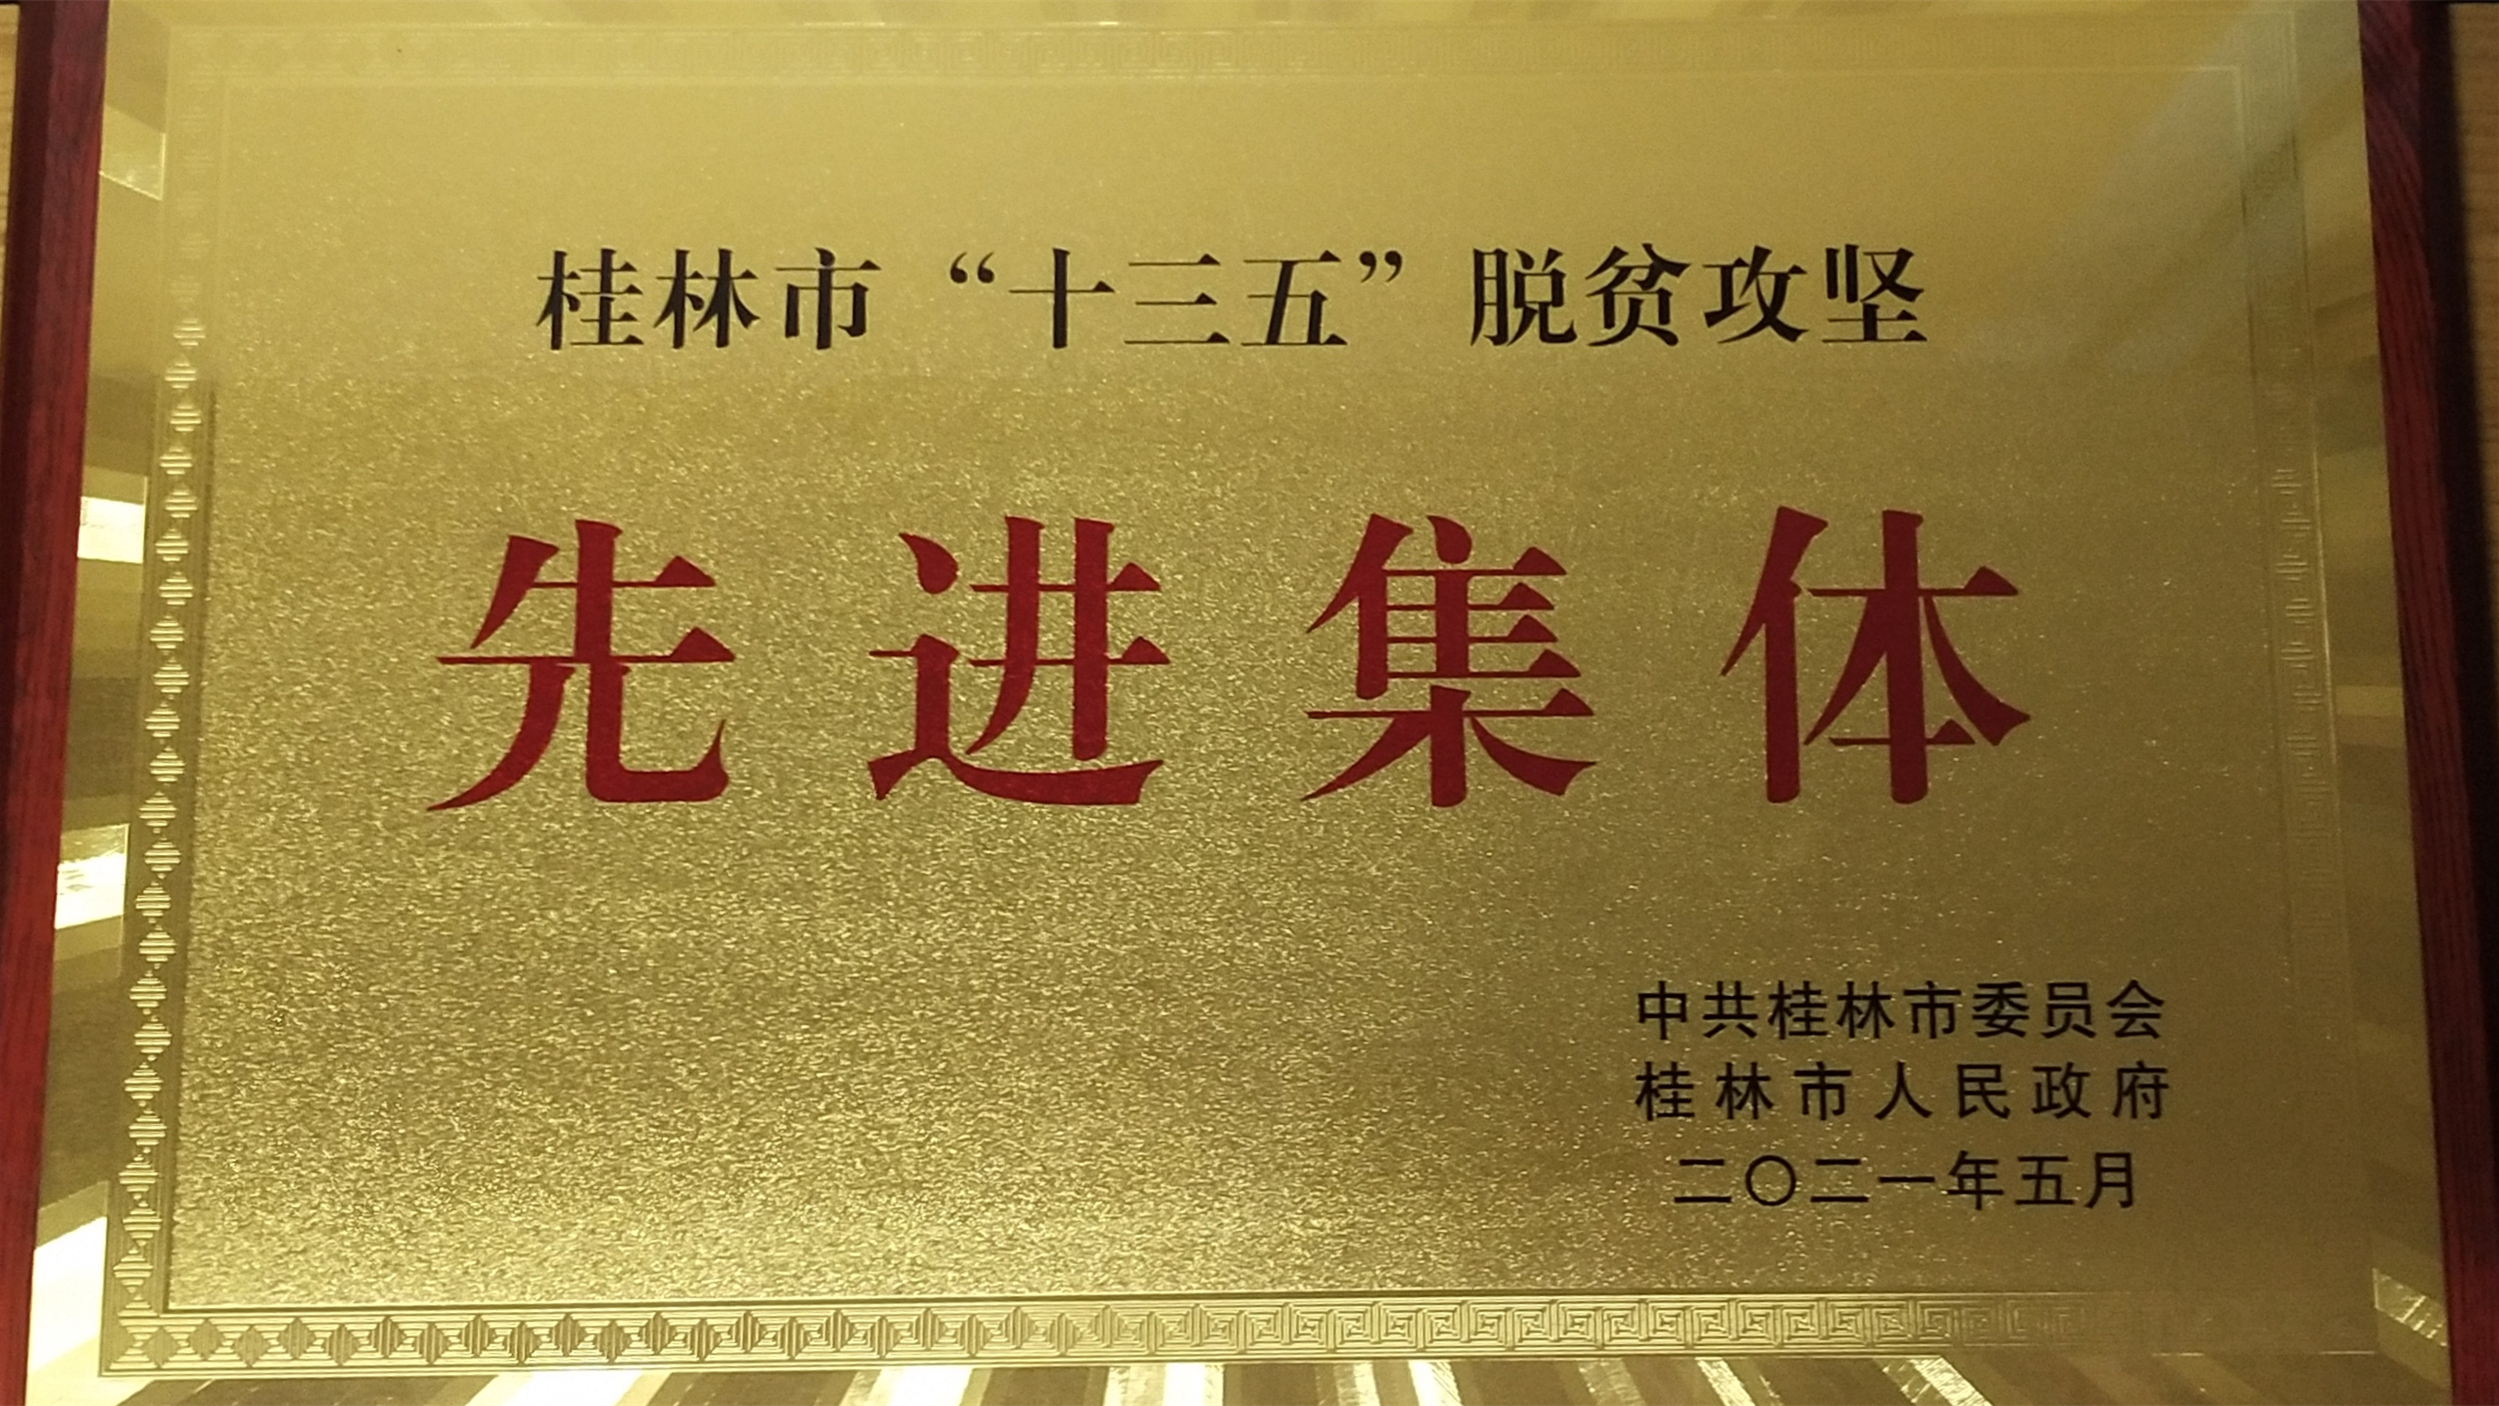 桂林市“十三五”脱贫攻坚
先进集体
中共桂林市委员会
桂林市人民政府
二〇二一年五月